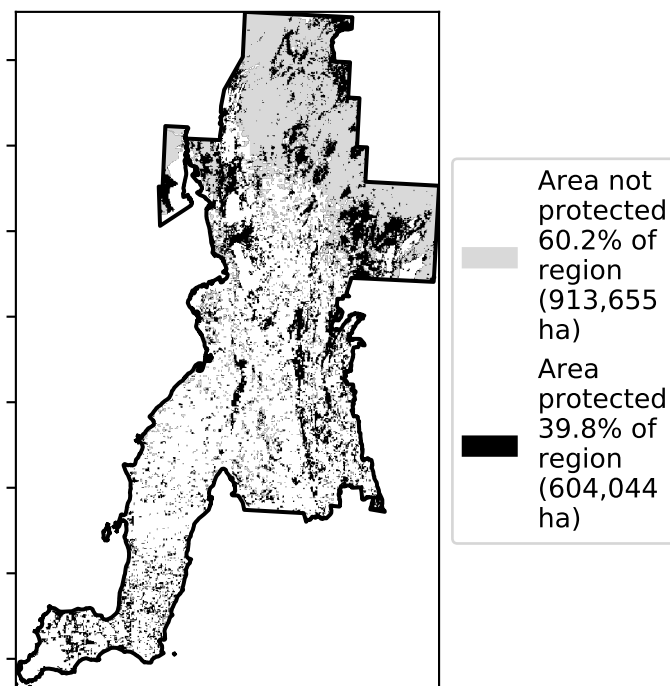 Area not
protected
60.2% of
region
(913,655
ha)
Area
protected
39.8% of
region
(604,044
ha)